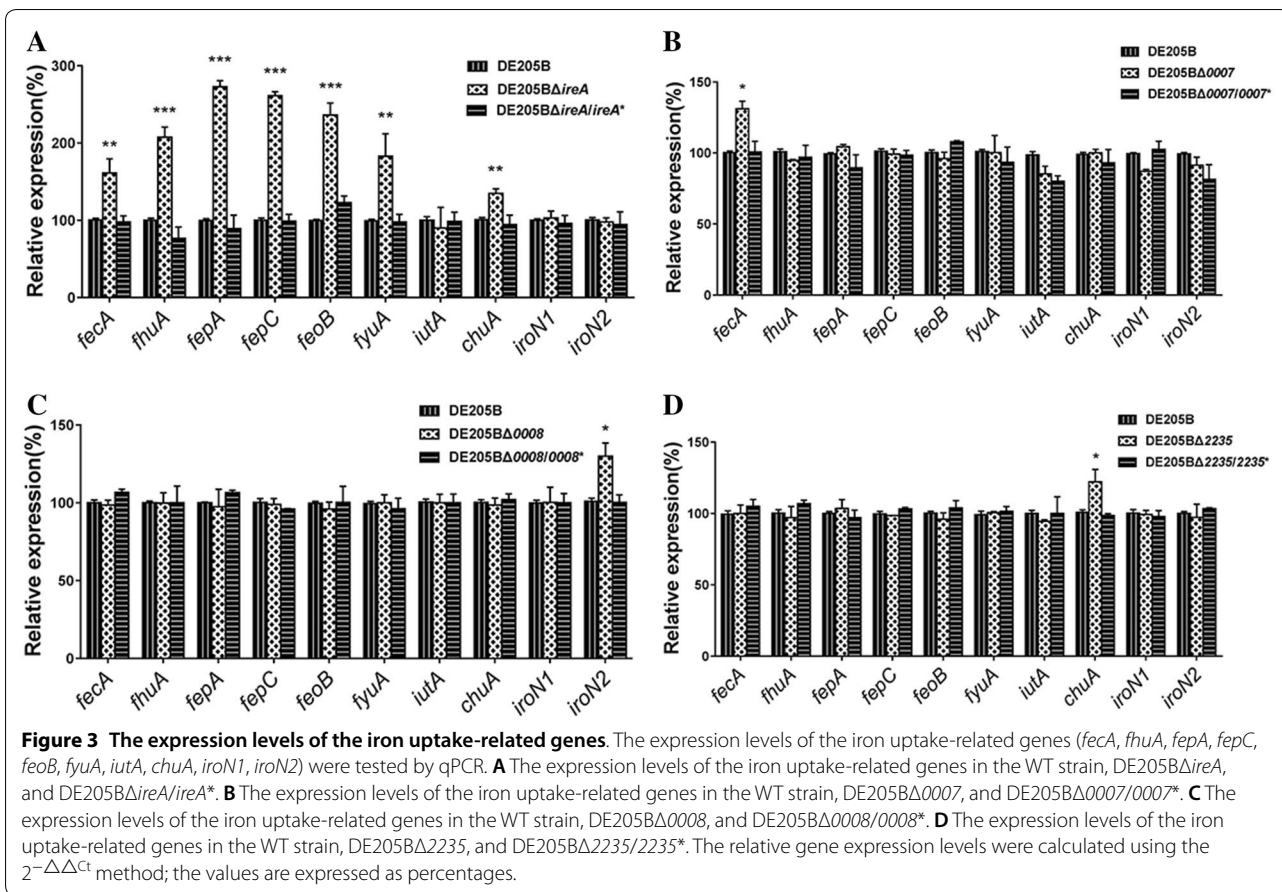 A
Relative expression(%)
300
200
100
0
** *** *** *** *** ** **
DE205B
DE205BΔireA
DE205BΔireA/ireA*
fecA fhuA fepA fepC feoB fyuA iutA chuA iroN1 iroN2
B
Relative expression(%)
150
100
50
0
*
DE205B
DE205BΔ0007
DE205BΔ0007/0007*
fecA fhuA fepA fepC feoB fyuA iutA chuA iroN1 iroN2
C
Relative expression(%)
150
100
50
0
*
DE205B
DE205BΔ0008
DE205BΔ0008/0008*
fecA fhuA fepA fepC feoB fyuA iutA chuA iroN1 iroN2
D
Relative expression(%)
150
100
50
0
*
DE205B
DE205BΔ2235
DE205BΔ2235/2235*
fecA fhuA fepA fepC feoB fyuA iutA chuA iroN1 iroN2
Figure 3 The expression levels of the iron uptake-related genes. The expression levels of the iron uptake-related genes (fecA, fhuA, fepA, fepC,
feoB, fyuA, iutA, chuA, iroN1, iroN2) were tested by qPCR. A The expression levels of the iron uptake-related genes in the WT strain, DE205BΔireA,
and DE205BΔireA/ireA*. B The expression levels of the iron uptake-related genes in the WT strain, DE205BΔ0007, and DE205BΔ0007/0007*. C The
expression levels of the iron uptake-related genes in the WT strain, DE205BΔ0008, and DE205BΔ0008/0008*. D The expression levels of the iron
uptake-related genes in the WT strain, DE205BΔ2235, and DE205BΔ2235/2235*. The relative gene expression levels were calculated using the
2−△△Ct method; the values are expressed as percentages.